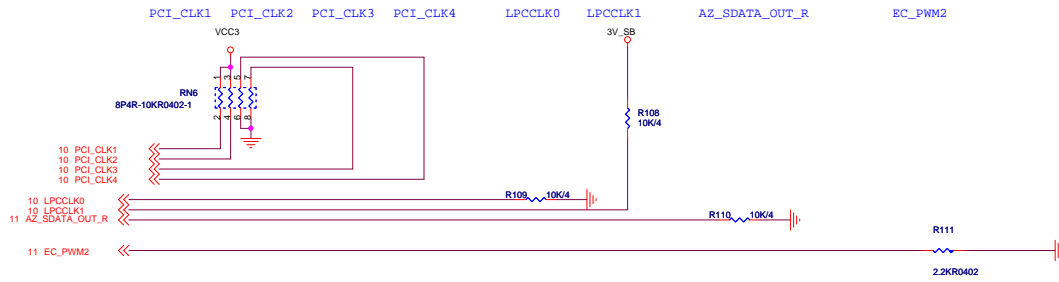 PCI_CLK1 PCI_CLK2 PCI_CLK3 PCI_CLK4 LPCCLK0 LPCCLK1 AZ_SDATA_OUT_R EC_PWM2
VCC3 3V_SB
1 3 5 7
RN6
8P4R-10KR0402-1
2 4 6 8
R108
10K/4
10 PCI_CLK1
10 PCI_CLK2
10 PCI_CLK3
10 PCI_CLK4
10 LPCCLK0
R109 10K/4
10 LPCCLK1
11 AZ_SDATA_OUT_R
R110 10K/4
R111
11 EC_PWM2
2.2KR0402